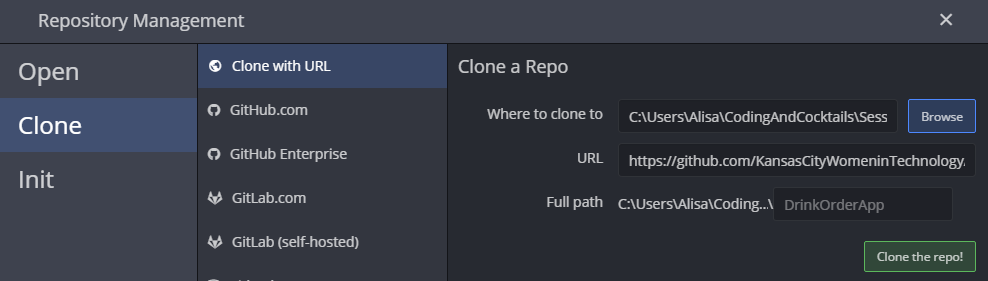 Repository Management
Open
Clone
Init
Clone with URL
GitHub.com
GitHub Enterprise
GitLab.com
GitLab (self-hosted)
Clone a Repo
Where to clone to C:\Users\Alisa\CodingAndCocktails\Sess Browse
URL https://github.com/KansasCityWomeninTechnology
Full path C:\Users\Alisa\Coding...\ DrinkOrderApp
Clone the repo!